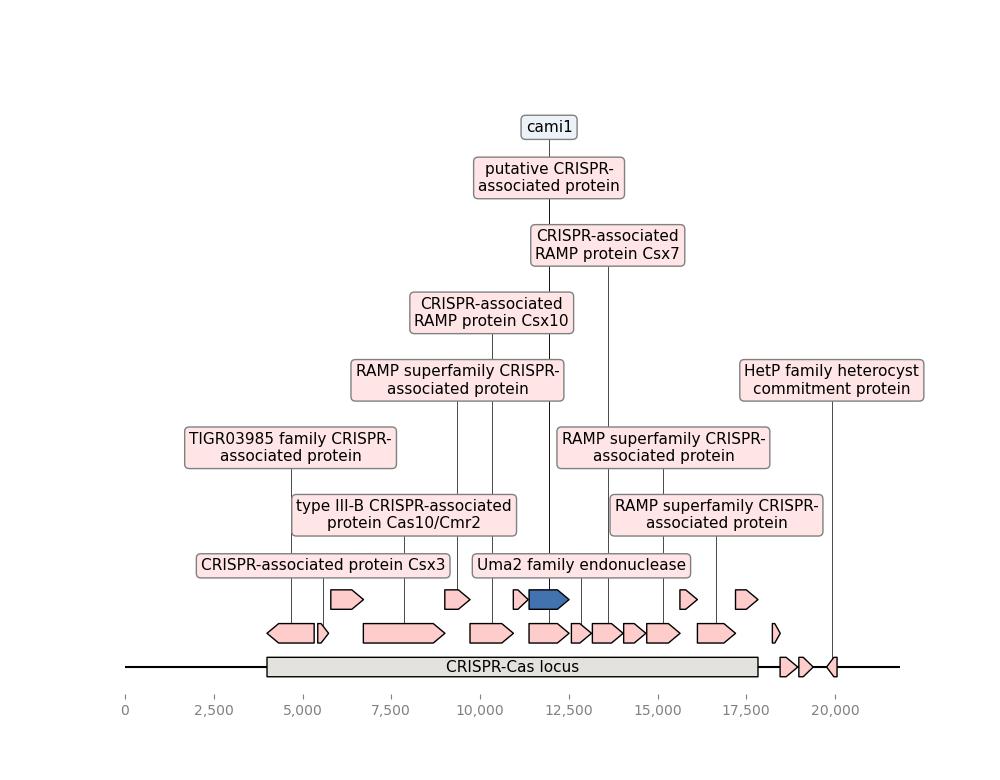 cami1
putative CRISPR-
associated protein
CRISPR-associated
RAMP protein Csx7
CRISPR-associated
RAMP protein Csx10
RAMP superfamily CRISPR-
associated protein
HetP family heterocyst
commitment protein
TIGR03985 family CRISPR-
associated protein
RAMP superfamily CRISPR-
associated protein
type III-B CRISPR-associated
protein Cas10/Cmr2
RAMP superfamily CRISPR-
associated protein
CRISPR-associated protein Csx3
Uma2 family endonuclease
CRISPR-Cas locus
0 2,500 5,000 7,500 10,000 12,500 15,000 17,500 20,000